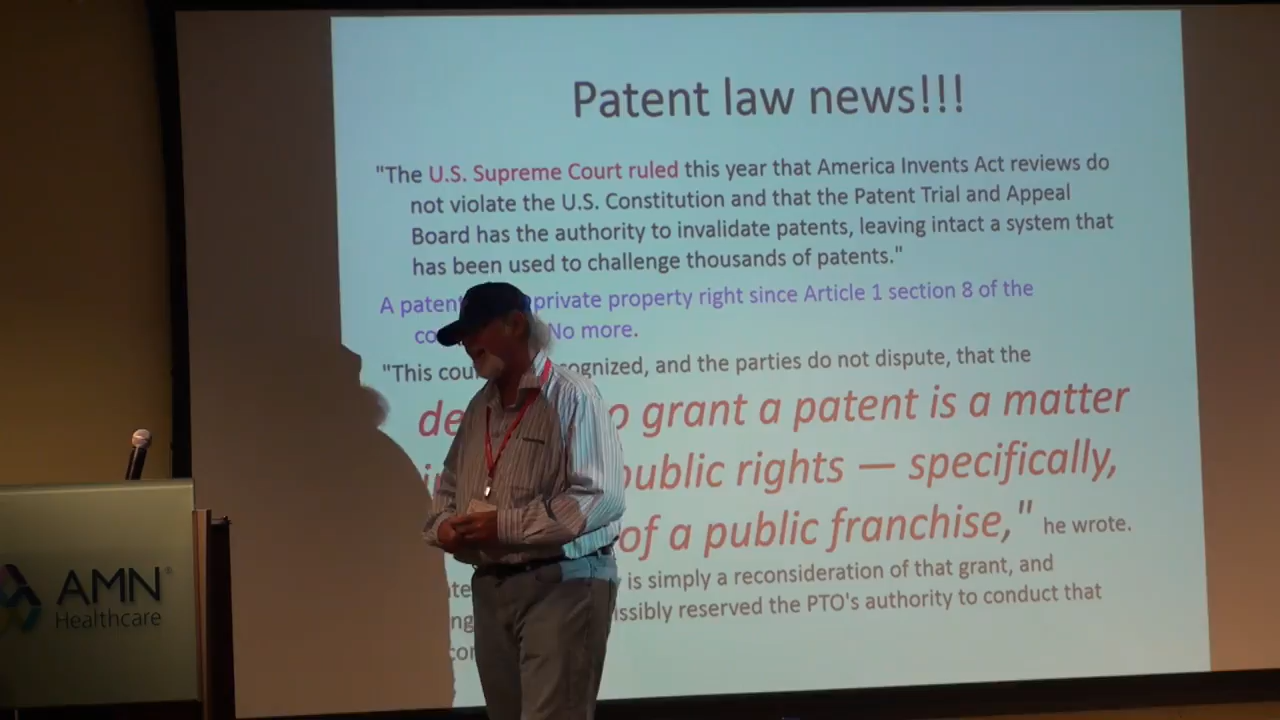 Patent law news!!!
"The U.S. Supreme Court ruled this year that America Invents Act reviews do
not violate the U.S. Constitution and that the Patent Trial and Appeal
Board has the authority to invalidate patents, leaving intact a system that
has been used to challenge thousands of patents."
A patent private property right since Article 1 section 8 of the
No more.
"This ognized, and the parties do not dispute, that the
grant a patent is a matter
public rights — specifically,
of a public franchise," he wrote.
is simply a reconsideration of that grant, and
reserved the PTO's authority to conduct that
AMN®
Healthcare